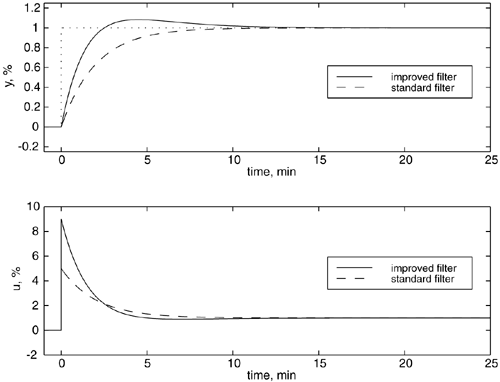 1.2
1
0.8
0.6
0.4
0.2
0
-0.2
y, %
improved filter
standard filter
0 5 10 15 20 25
time, min
10
8
6
4
2
0
-2
u, %
improved filter
standard filter
0 5 10 15 20 25
time, min